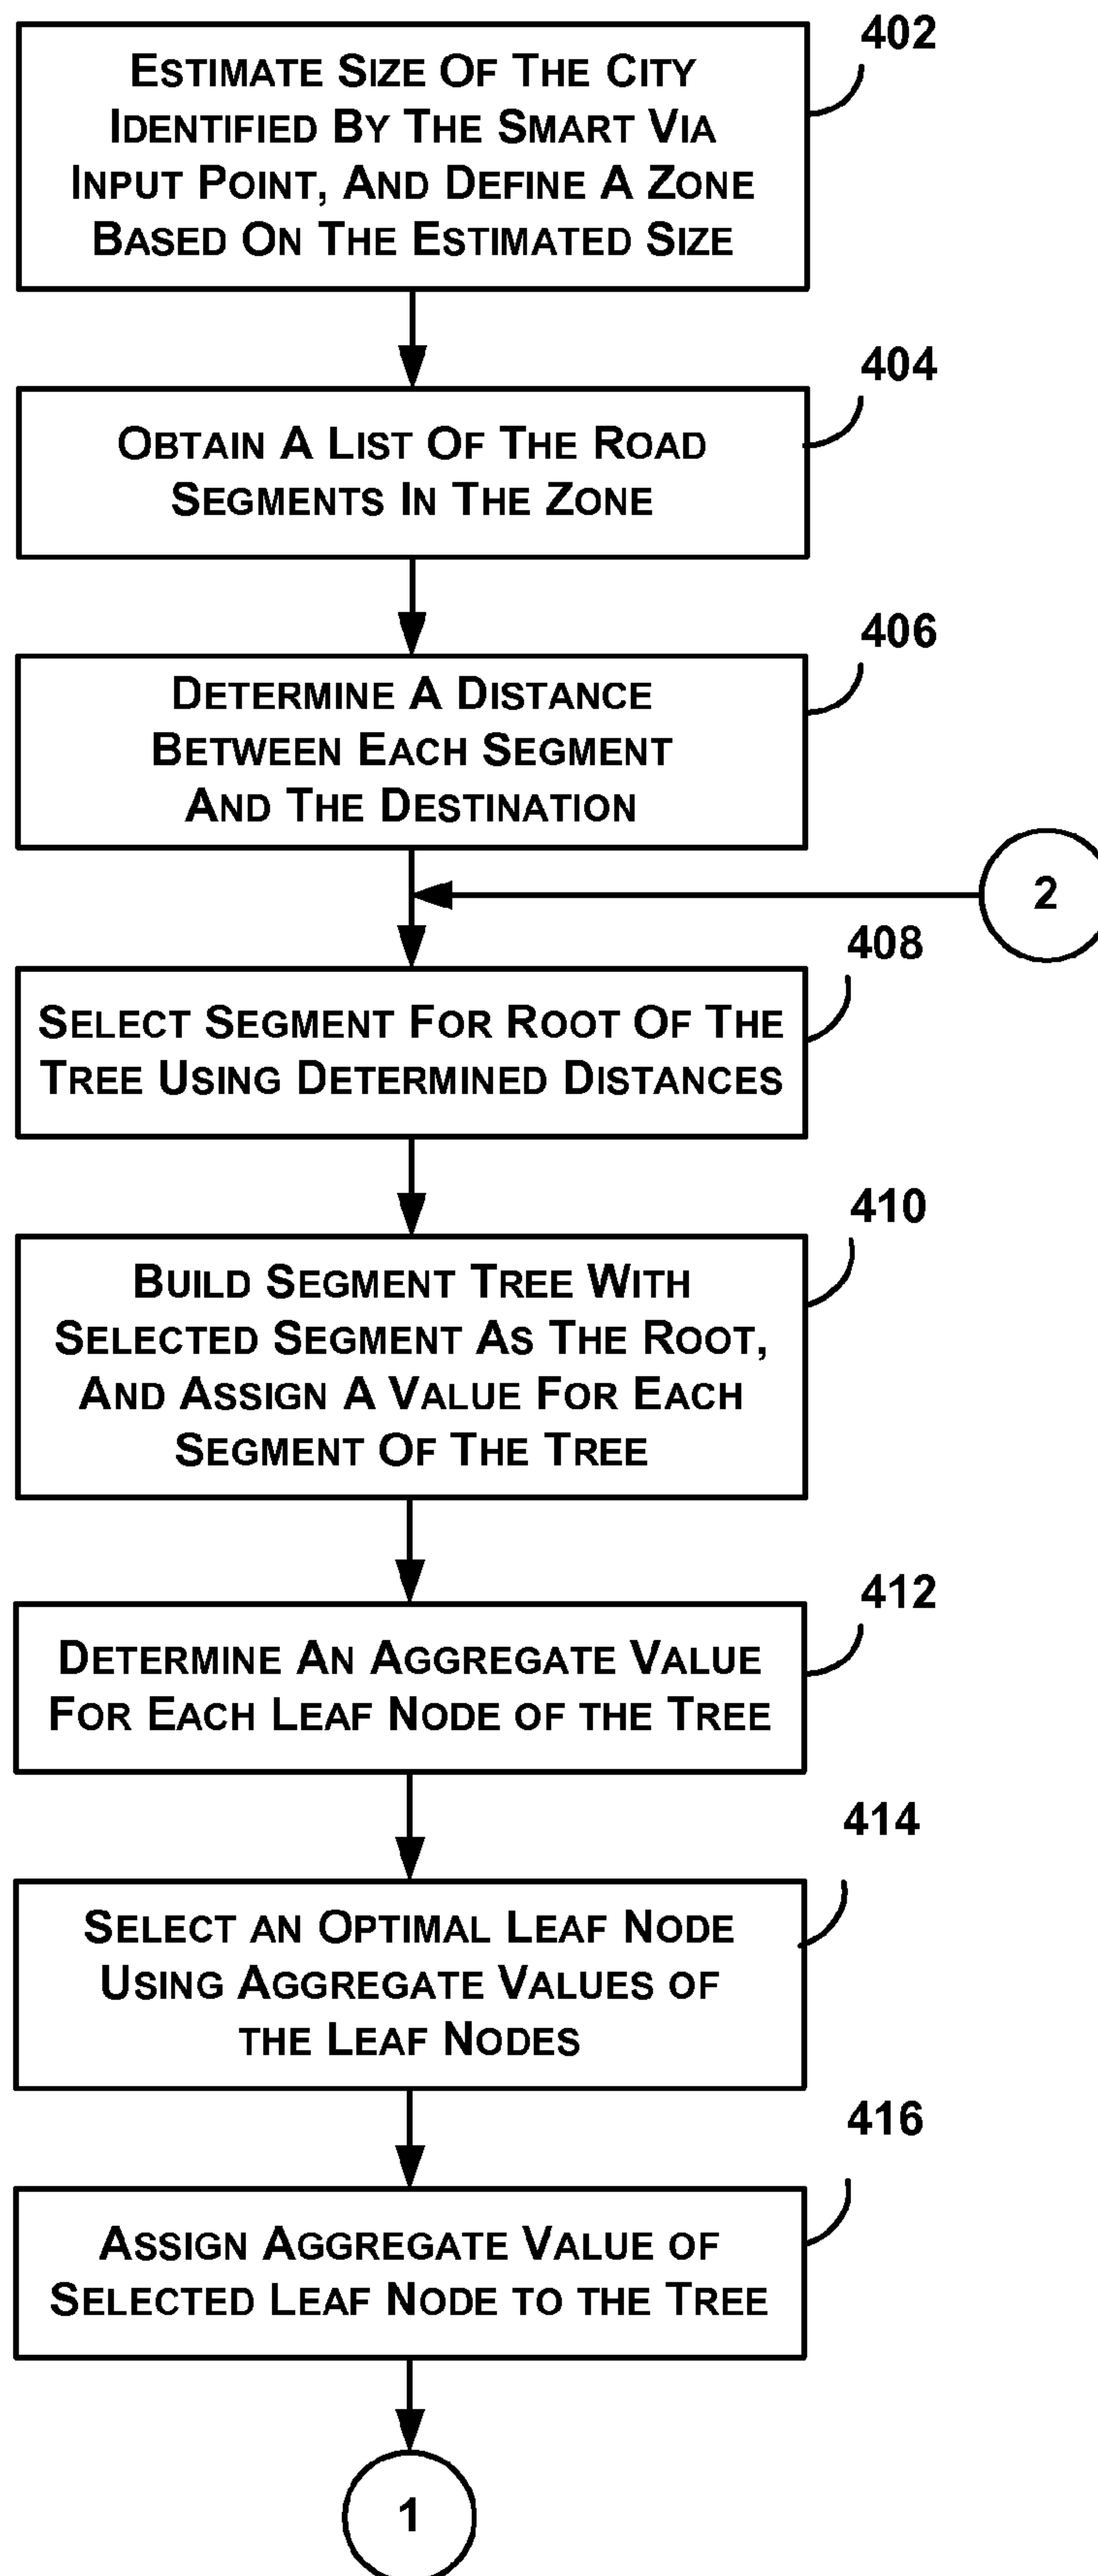 402
ESTIMATE SIZE OF THE CITY
IDENTIFIED BY THE SMART VIA
INPUT POINT, AND DEFINE A ZONE
BASED ON THE ESTIMATED SIZE
404
OBTAIN A LIST OF THE ROAD
SEGMENTS IN THE ZONE
406
DETERMINE A DISTANCE
BETWEEN EACH SEGMENT
AND THE DESTINATION
2
408
SELECT SEGMENT FOR ROOT OF THE
TREE USING DETERMINED DISTANCES
410
BUILD SEGMENT TREE WITH
SELECTED SEGMENT AS THE ROOT,
AND ASSIGN A VALUE FOR EACH
SEGMENT OF THE TREE
412
DETERMINE AN AGGREGATE VALUE
FOR EACH LEAF NODE OF THE TREE
414
SELECT AN OPTIMAL LEAF NODE
USING AGGREGATE VALUES OF
THE LEAF NODES
416
ASSIGN AGGREGATE VALUE OF
SELECTED LEAF NODE TO THE TREE
1